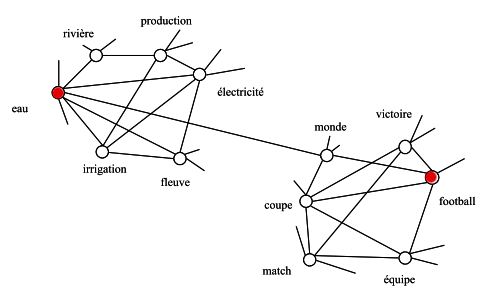 production
rivière
électricité
eau
irrigation
fleuve
victoire
monde
coupe
football
match
équipe